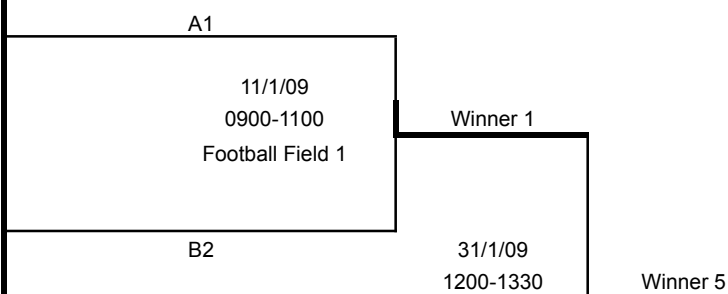 A1
11/1/09
0900-1100
Football Field 1
Winner 1
B2
31/1/09
1200-1330
Winner 5